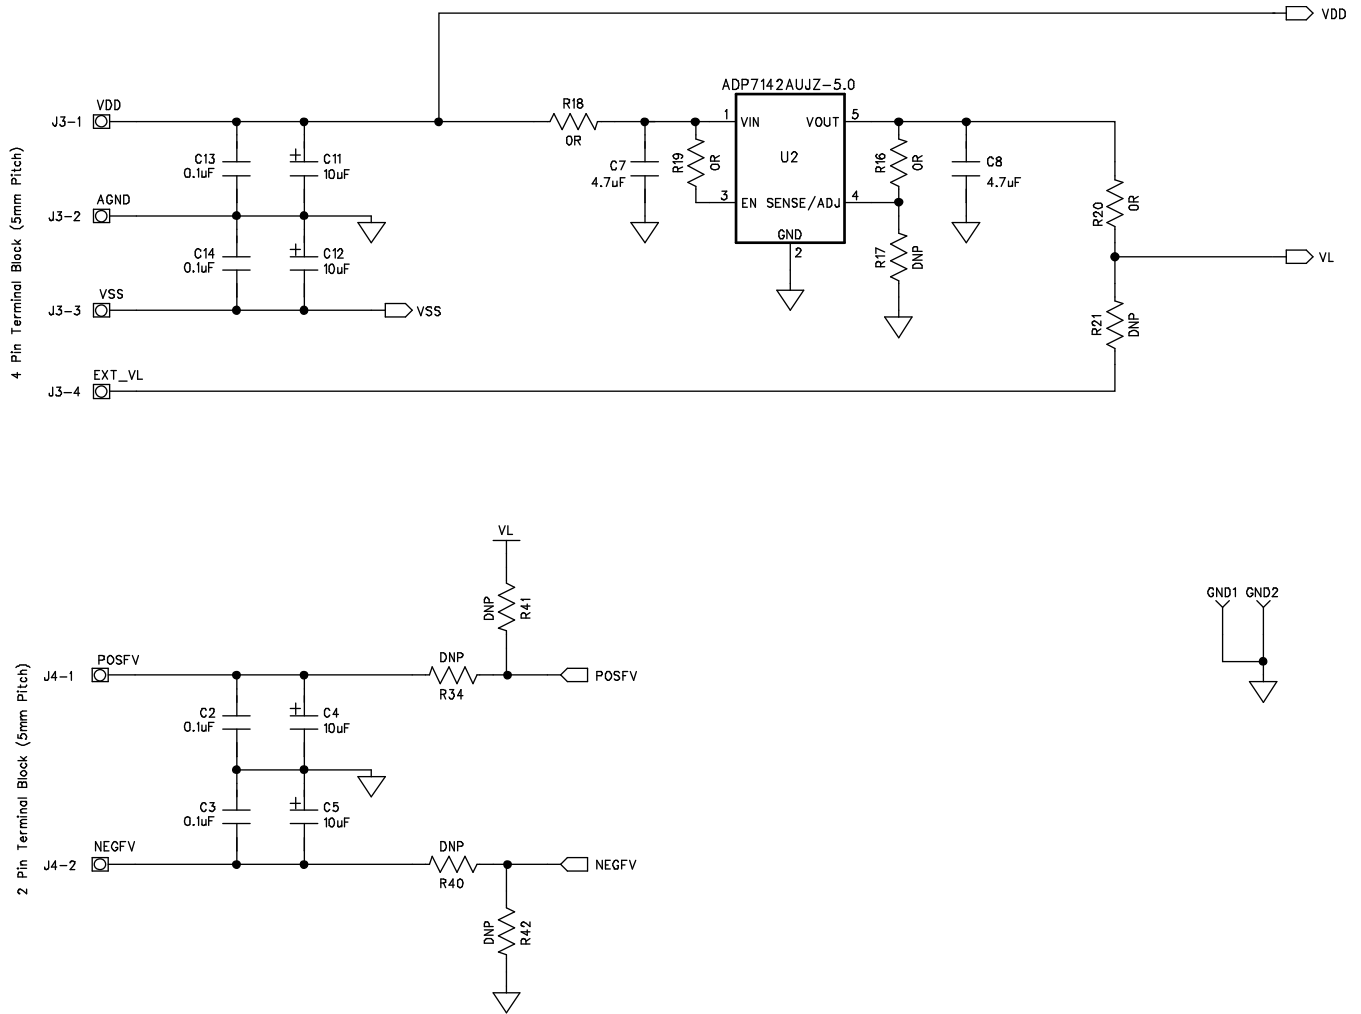 VDD
ADP7142AUJZ-5.0
VDD
J3-1
R18
0R
1
VIN
VOUT
5
U2
C13
0.1uF
C11
10uF
C7
4.7uF
R19
0R
R16
0R
C8
4.7uF
3
EN
SENSE/ADJ
4
GND
2
AGND
J3-2
R20
0R
C14
0.1uF
C12
10uF
R17
DNP
VL
VSS
J3-3
VSS
R21
DNP
EXT_VL
J3-4
4 Pin Terminal Block (5mm Pitch)
VL
DNP
R41
GND1
GND2
POSFV
J4-1
DNP
R34
POSFV
C2
0.1uF
C4
10uF
C3
0.1uF
C5
10uF
NEGFV
J4-2
DNP
R40
NEGFV
DNP
R42
2 Pin Terminal Block (5mm Pitch)